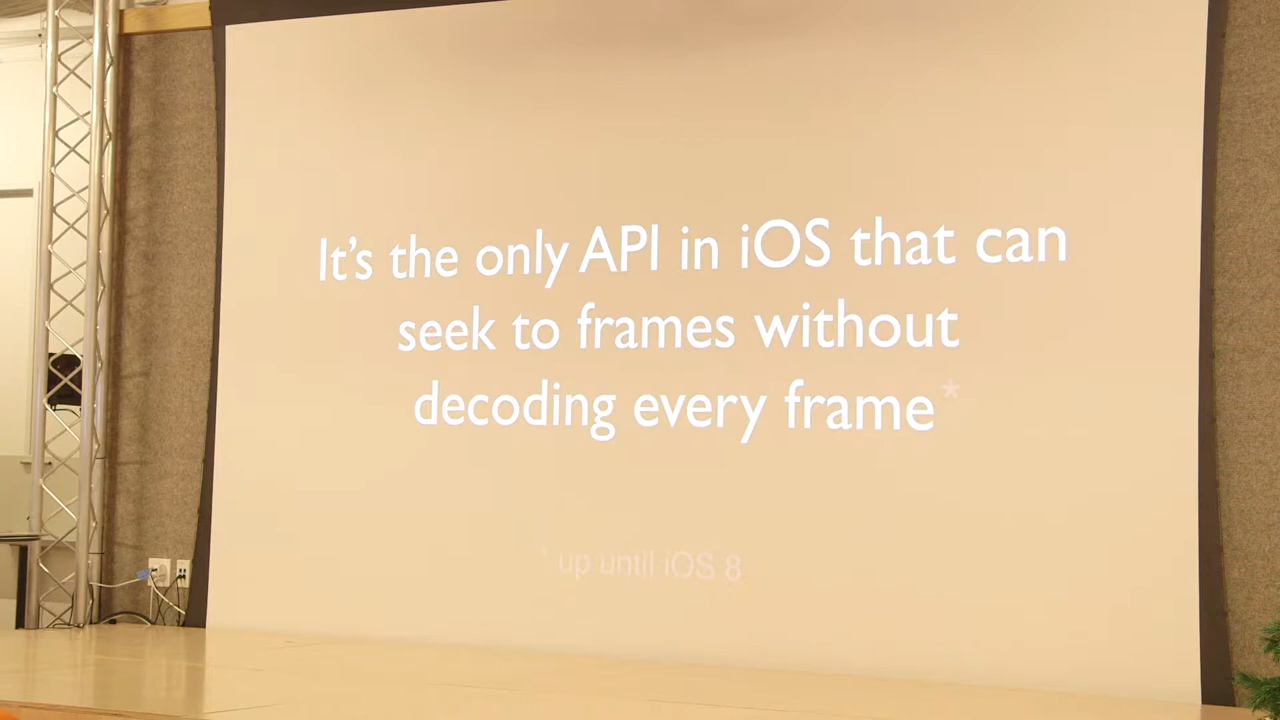 It’s the only API in iOS that can
seek to frames without
decoding every frame*
* up until iOS 8